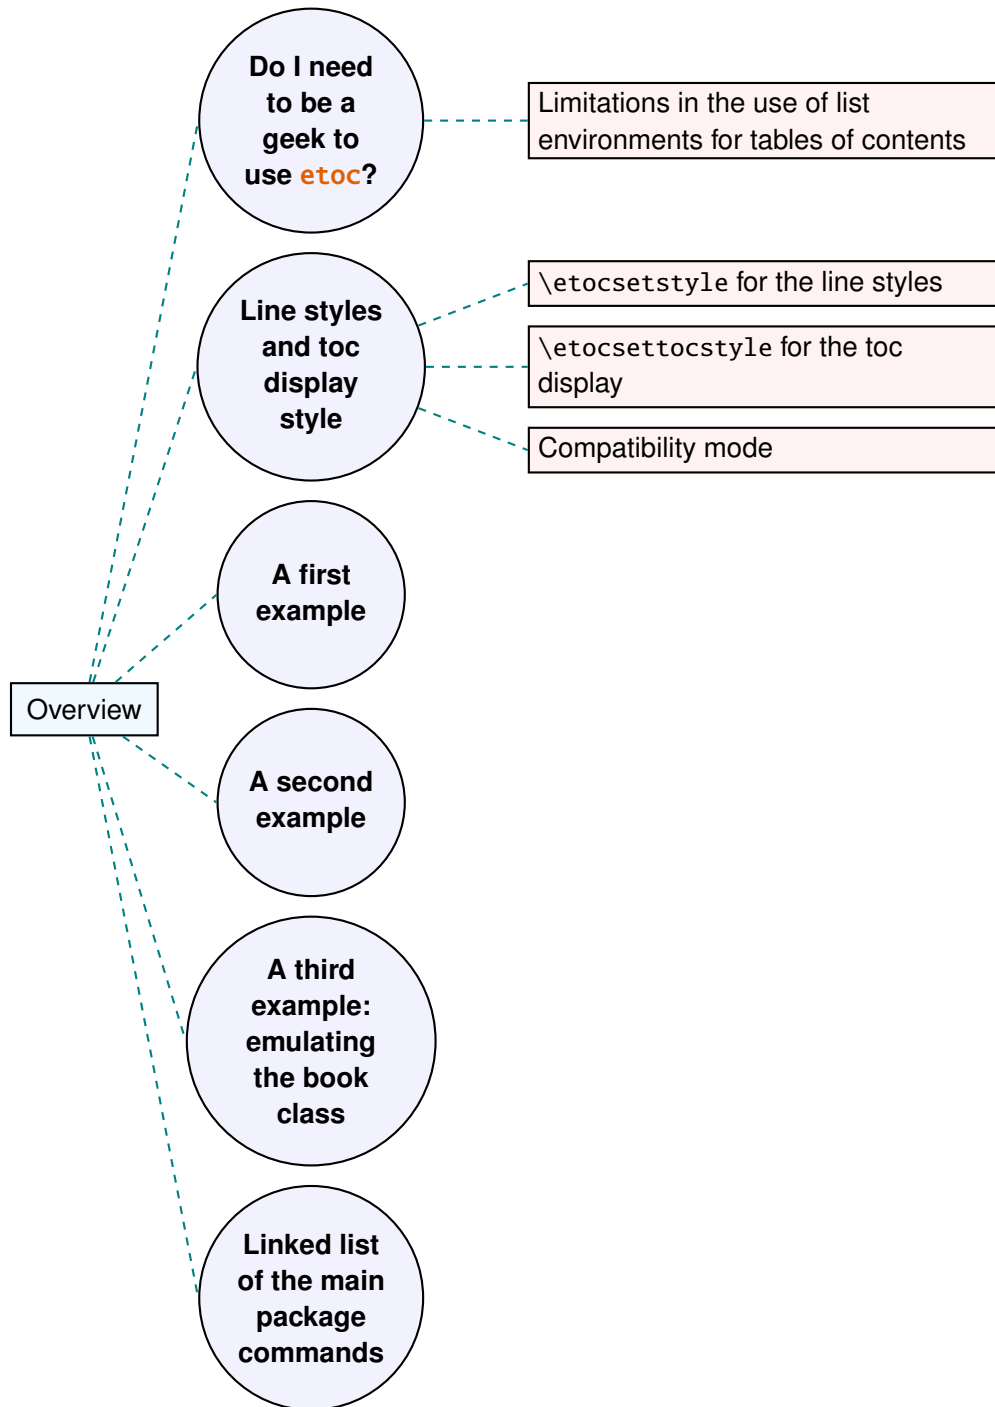 Do I need
to be a
geek to
use etoc?
Limitations in the use of list
environments for tables of contents
Line styles
and toc
display
style
\etocsetstyle for the line styles
\etocsettocstyle for the toc
display
Compatibility mode
A first
example
Overview
A second
example
A third
example:
emulating
the book
class
Linked list
of the main
package
commands